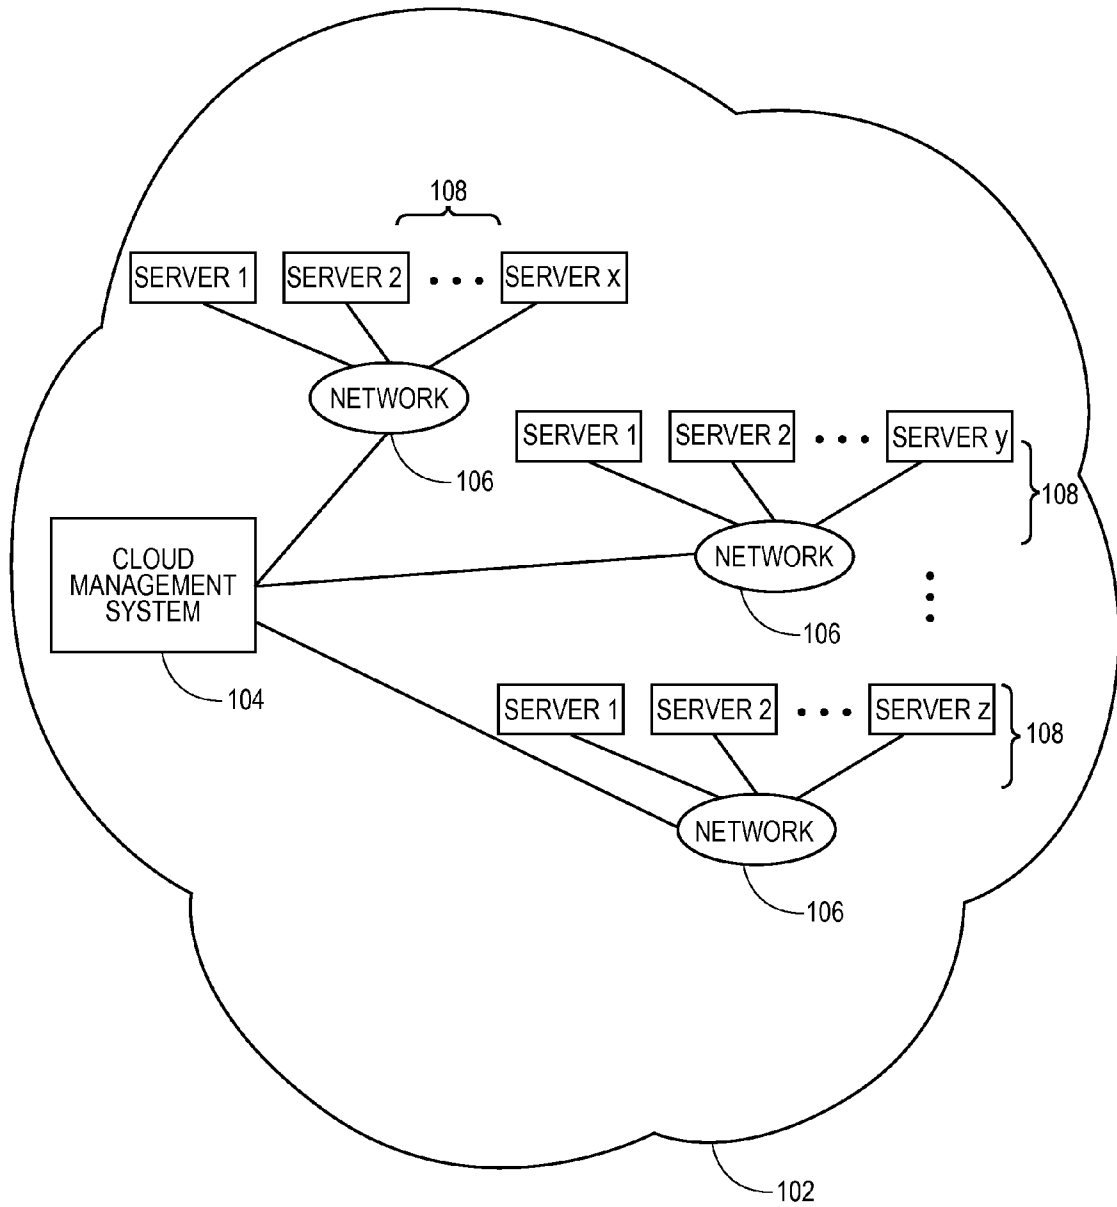 108
SERVER 1
SERVER 2
SERVER x
NETWORK
106
SERVER 1
SERVER 2
SERVER y
108
NETWORK
106
CLOUD
MANAGEMENT
SYSTEM
104
SERVER 1
SERVER 2
SERVER z
108
NETWORK
106
102